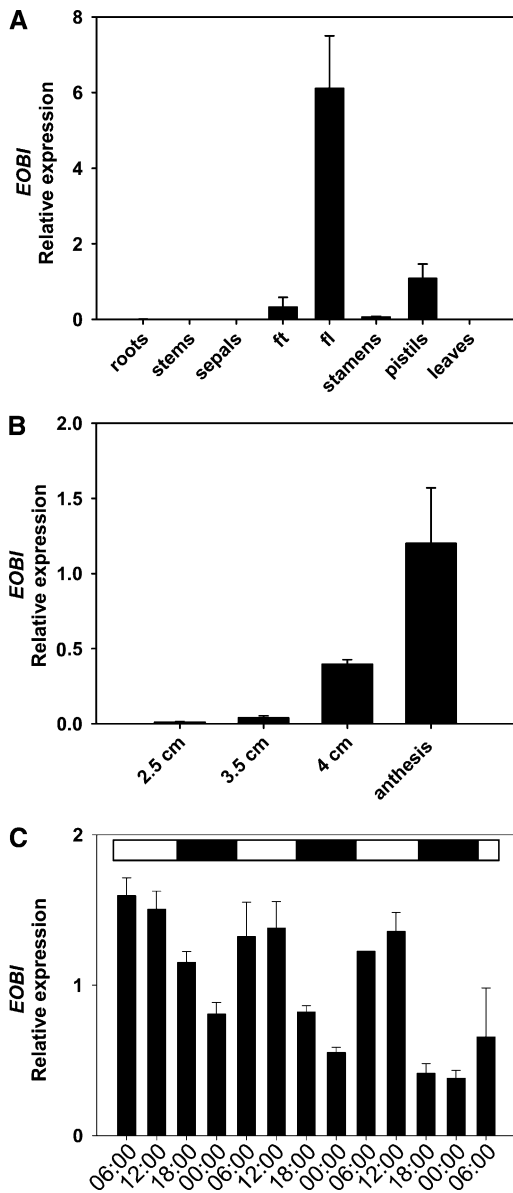 A
EOBI
Relative expression
8
6
4
2
0
roots
stems
sepals
ft
fl
stamens
pistils
leaves
B
EOBI
Relative expression
2.0
1.5
1.0
0.5
0.0
2.5 cm
3.5 cm
4 cm
anthesis
C
EOBI
Relative expression
2
1
0
06:00
12:00
18:00
00:00
06:00
12:00
18:00
00:00
06:00
12:00
18:00
00:00
06:00